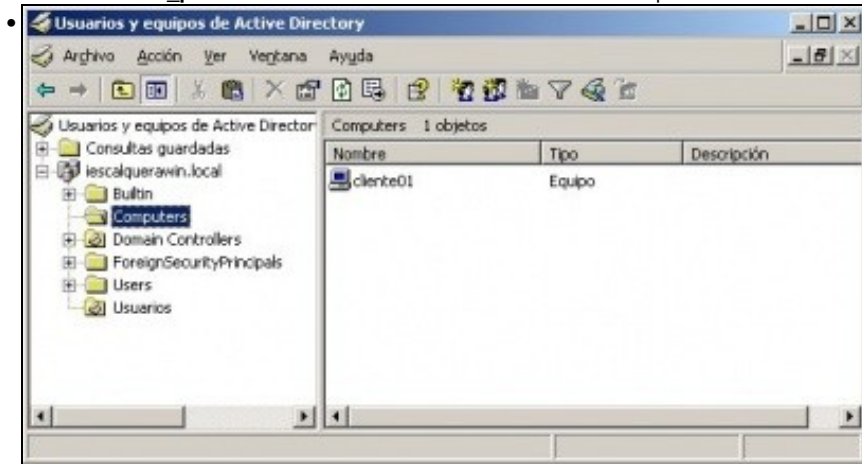 Usuarios y equipos de Active Directory
Archivo Acción Ver Ventana Ayuda
Usuarios y equipos de Active Director
Consultas guardadas
iescalquerawin.local
Builtin
Computers
Domain Controllers
ForeignSecurityPrincipals
Users
Usuarios
Computers 1 objetos
Nombre Tipo Descripción
cliente01 Equipo